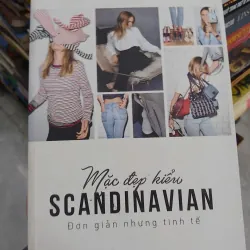 Mặc đẹp kiểu
SCANDINAVIAN
Đơn giản nhưng tinh tế